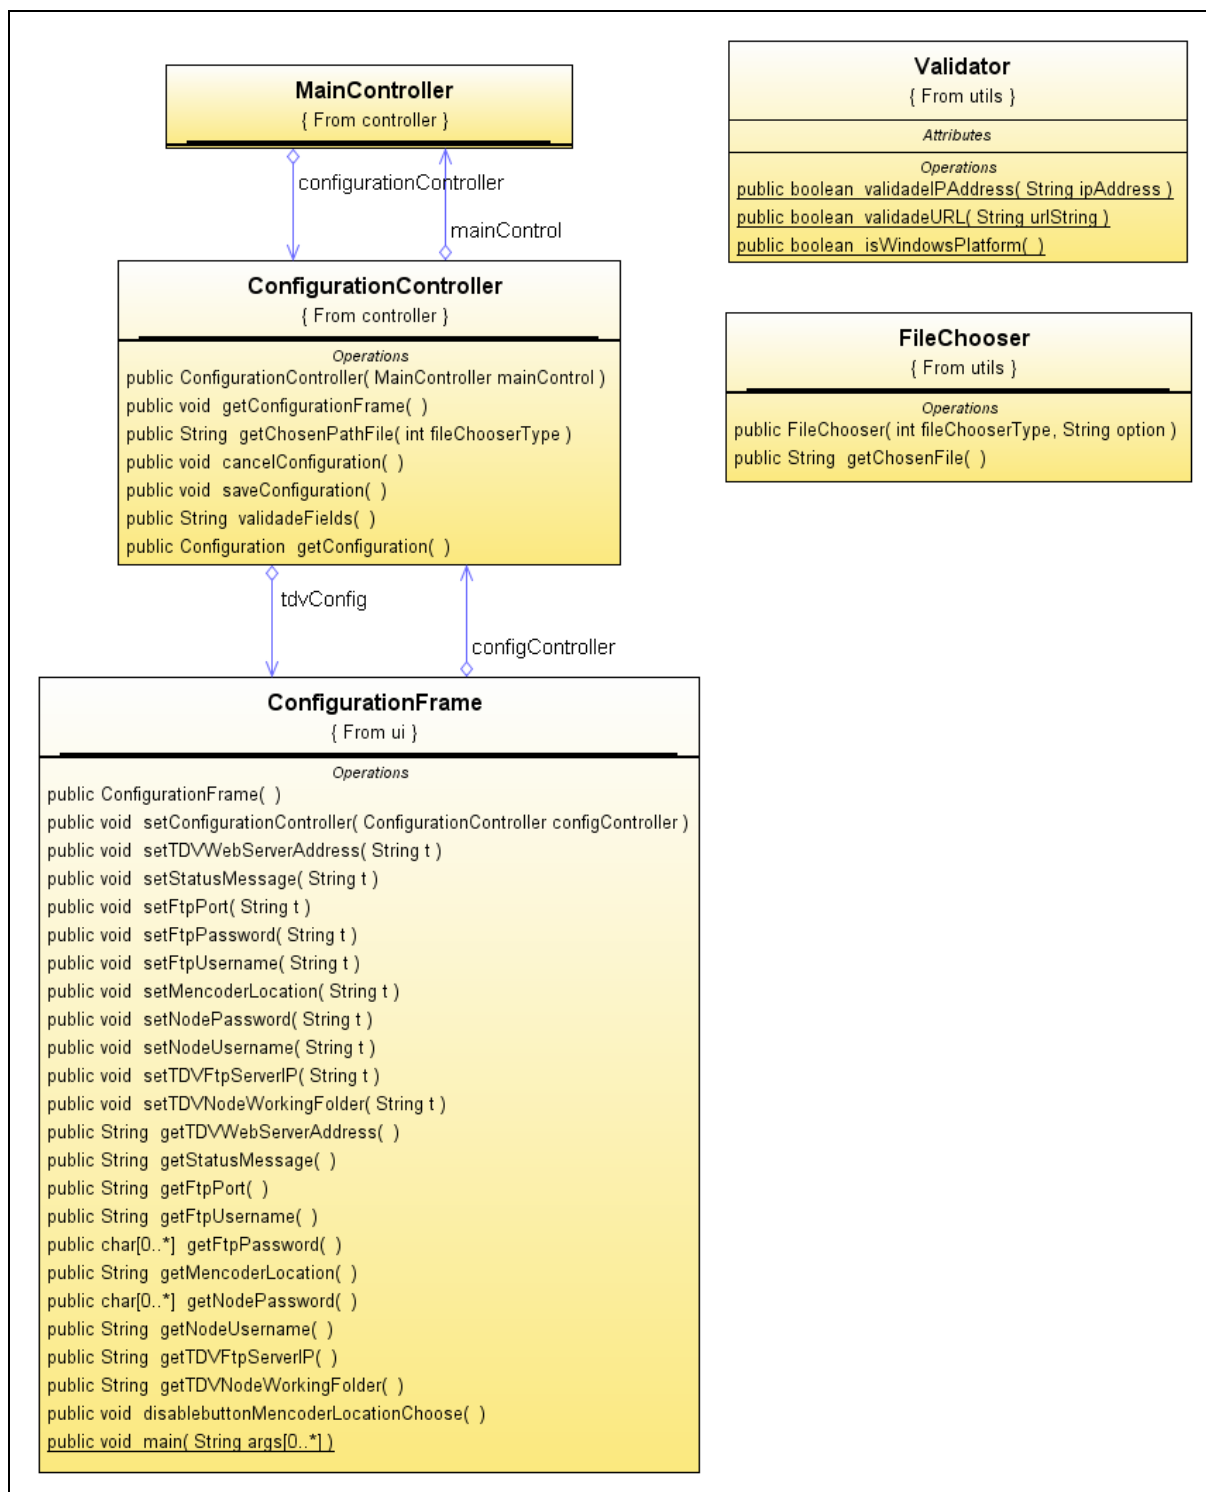 MainController
{ From controller }
configurationController
mainControl
ConfigurationController
{ From controller }
Operations
public ConfigurationController( MainController mainControl )
public void getConfigurationFrame( )
public String getChosenPathFile( int fileChooserType )
public void cancelConfiguration( )
public void saveConfiguration( )
public String validadeFields( )
public Configuration getConfiguration( )
tdvConfig
configController
ConfigurationFrame
{ From ui }
Operations
public ConfigurationFrame( )
public void setConfigurationController( ConfigurationController configController )
public void setTDVWebServerAddress( String t )
public void setStatusMessage( String t )
public void setFtpPort( String t )
public void setFtpPassword( String t )
public void setFtpUsername( String t )
public void setMencoderLocation( String t )
public void setNodePassword( String t )
public void setNodeUsername( String t )
public void setTDVFtpServerIP( String t )
public void setTDVNodeWorkingFolder( String t )
public String getTDVWebServerAddress( )
public String getStatusMessage( )
public String getFtpPort( )
public String getFtpUsername( )
public char[0..*] getFtpPassword( )
public String getMencoderLocation( )
public char[0..*] getNodePassword( )
public String getNodeUsername( )
public String getTDVFtpServerIP( )
public String getTDVNodeWorkingFolder( )
public void disablebuttonMencoderLocationChoose( )
public void main( String args[0..*] )
Validator
{ From utils }
Attributes
Operations
public boolean validadeIPAddress( String ipAddress )
public boolean validadeURL( String urlString )
public boolean isWindowsPlatform( )
FileChooser
{ From utils }
Operations
public FileChooser( int fileChooserType, String option )
public String getChosenFile( )